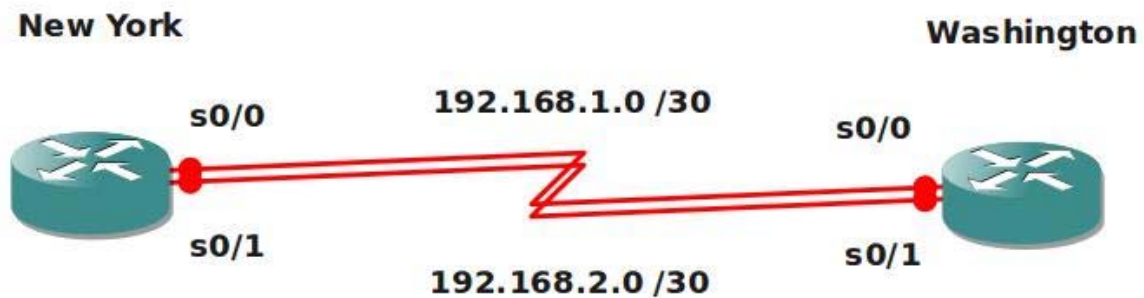 New York
Washington
s0/0
192.168.1.0 /30
s0/0
s0/1
192.168.2.0 /30
s0/1